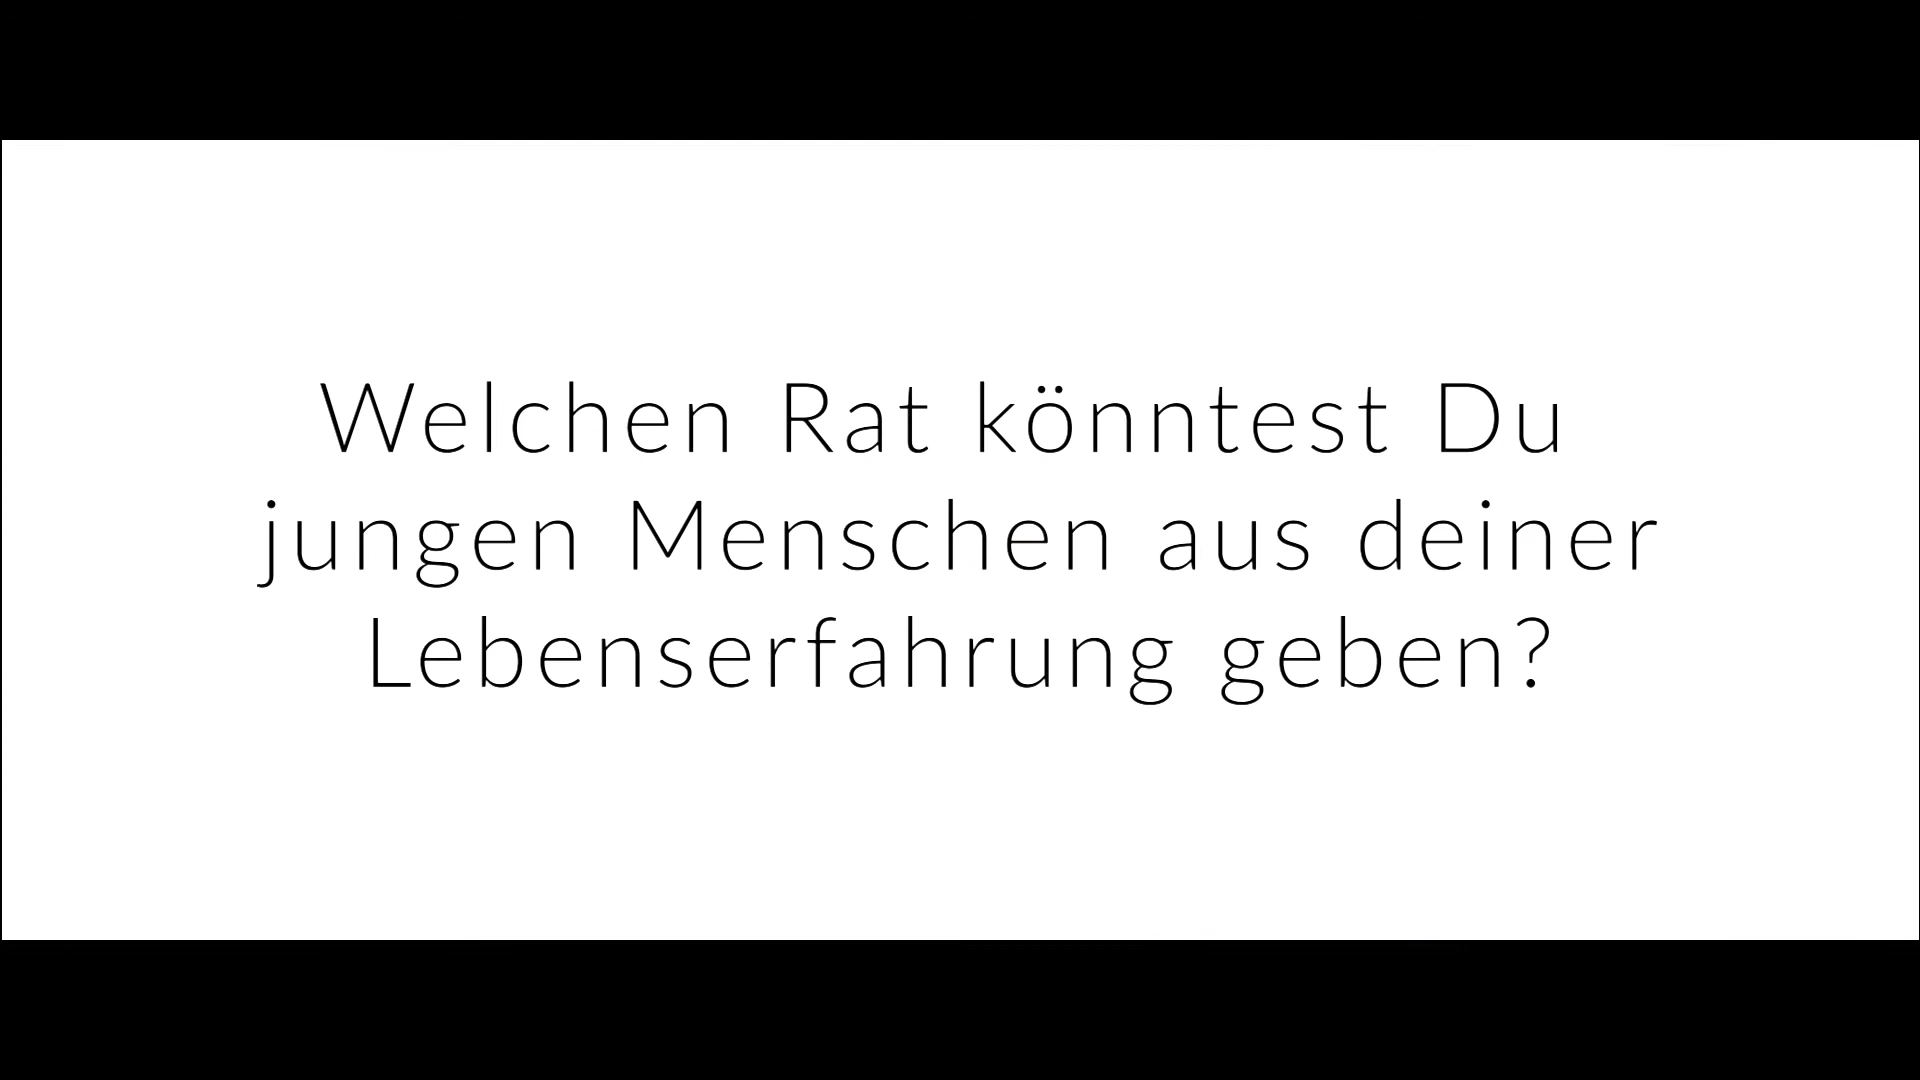 Welchen Rat könntest Du
jungen Menschen aus deiner
Lebenserfahrung geben?